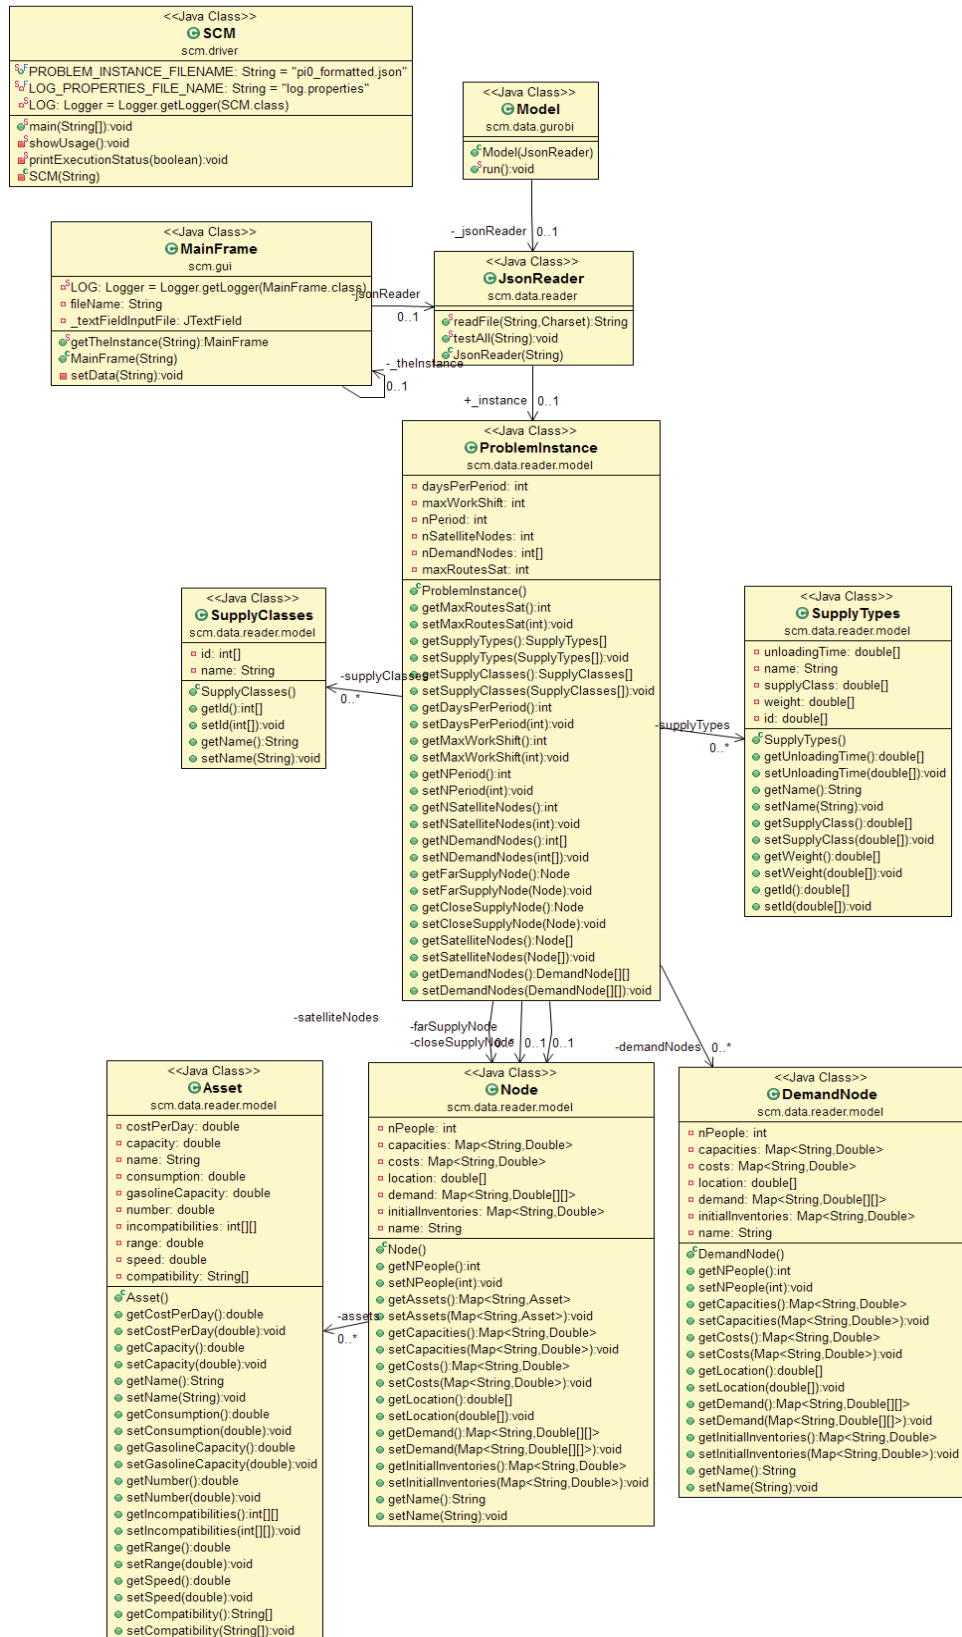 <<Java Class>>
SCM
scm.driver
PROBLEM_INSTANCE_FILENAME: String = "pi0_formatted.json"
LOG_PROPERTIES_FILE_NAME: String = "log.properties"
LOG: Logger = Logger.getLogger(SCM.class)
main(String[]):void
showUsage():void
printExecutionStatus(boolean):void
SCM(String)
<<Java Class>>
Model
scm.data.gurobi
Model(JsonReader)
run():void
-_jsonReader
0..1
<<Java Class>>
MainFrame
scm.gui
LOG: Logger = Logger.getLogger(MainFrame.class)
fileName: String
_textFieldInputFile: JTextField
getTheInstance(String):MainFrame
MainFrame(String)
setData(String):void
-jsonReader
0..1
-_theInstance
0..1
<<Java Class>>
JsonReader
scm.data.reader
readFile(String,Charset):String
testAll(String):void
JsonReader(String)
+_instance
0..1
<<Java Class>>
ProblemInstance
scm.data.reader.model
daysPerPeriod: int
maxWorkShift: int
nPeriod: int
nSatelliteNodes: int
nDemandNodes: int[]
maxRoutesSat: int
ProblemInstance()
getMaxRoutesSat():int
setMaxRoutesSat(int):void
getSupplyTypes():SupplyTypes[]
setSupplyTypes(SupplyTypes[]):void
getSupplyClasses():SupplyClasses[]
setSupplyClasses(SupplyClasses[]):void
getDaysPerPeriod():int
setDaysPerPeriod(int):void
getMaxWorkShift():int
setMaxWorkShift(int):void
getNPeriod():int
setNPeriod(int):void
getNSatelliteNodes():int
setNSatelliteNodes(int):void
getNDemandNodes():int[]
setNDemandNodes(int[]):void
getFarSupplyNode():Node
setFarSupplyNode(Node):void
getCloseSupplyNode():Node
setCloseSupplyNode(Node):void
getSatelliteNodes():Node[]
setSatelliteNodes(Node[]):void
getDemandNodes():DemandNode[][]
setDemandNodes(DemandNode[][]):void
<<Java Class>>
SupplyClasses
scm.data.reader.model
id: int[]
name: String
SupplyClasses()
getId():int[]
setId(int[]):void
getName():String
setName(String):void
-supplyClasses
0..*
<<Java Class>>
SupplyTypes
scm.data.reader.model
unloadingTime: double[]
name: String
supplyClass: double[]
weight: double[]
id: double[]
SupplyTypes()
getUnloadingTime():double[]
setUnloadingTime(double[]):void
getName():String
setName(String):void
getSupplyClass():double[]
setSupplyClass(double[]):void
getWeight():double[]
setWeight(double[]):void
getId():double[]
setId(double[]):void
-supplyTypes
0..*
-satelliteNodes
-farSupplyNode
-closeSupplyNode
0..*
0..1
0..1
-demandNodes
0..*
<<Java Class>>
Asset
scm.data.reader.model
costPerDay: double
capacity: double
name: String
consumption: double
gasolineCapacity: double
number: double
incompatibilities: int[][]
range: double
speed: double
compatibility: String[]
Asset()
getCostPerDay():double
setCostPerDay(double):void
getCapacity():double
setCapacity(double):void
getName():String
setName(String):void
getConsumption():double
setConsumption(double):void
getGasolineCapacity():double
setGasolineCapacity(double):void
getNumber():double
setNumber(double):void
getIncompatibilities():int[][]
setIncompatibilities(int[][]):void
getRange():double
setRange(double):void
getSpeed():double
setSpeed(double):void
getCompatibility():String[]
setCompatibility(String[]):void
-assets
0..*
<<Java Class>>
Node
scm.data.reader.model
nPeople: int
capacities: Map<String,Double>
costs: Map<String,Double>
location: double[]
demand: Map<String,Double[][]>
initialInventories: Map<String,Double>
name: String
Node()
getNPeople():int
setNPeople(int):void
getAssets():Map<String,Asset>
setAssets(Map<String,Asset>):void
getCapacities():Map<String,Double>
setCapacities(Map<String,Double>):void
getCosts():Map<String,Double>
setCosts(Map<String,Double>):void
getLocation():double[]
setLocation(double[]):void
getDemand():Map<String,Double[][]>
setDemand(Map<String,Double[][]>):void
getInitialInventories():Map<String,Double>
setInitialInventories(Map<String,Double>):void
getName():String
setName(String):void
<<Java Class>>
DemandNode
scm.data.reader.model
nPeople: int
capacities: Map<String,Double>
costs: Map<String,Double>
location: double[]
demand: Map<String,Double[][]>
initialInventories: Map<String,Double>
name: String
DemandNode()
getNPeople():int
setNPeople(int):void
getCapacities():Map<String,Double>
setCapacities(Map<String,Double>):void
getCosts():Map<String,Double>
setCosts(Map<String,Double>):void
getLocation():double[]
setLocation(double[]):void
getDemand():Map<String,Double[][]>
setDemand(Map<String,Double[][]>):void
getInitialInventories():Map<String,Double>
setInitialInventories(Map<String,Double>):void
getName():String
setName(String):void